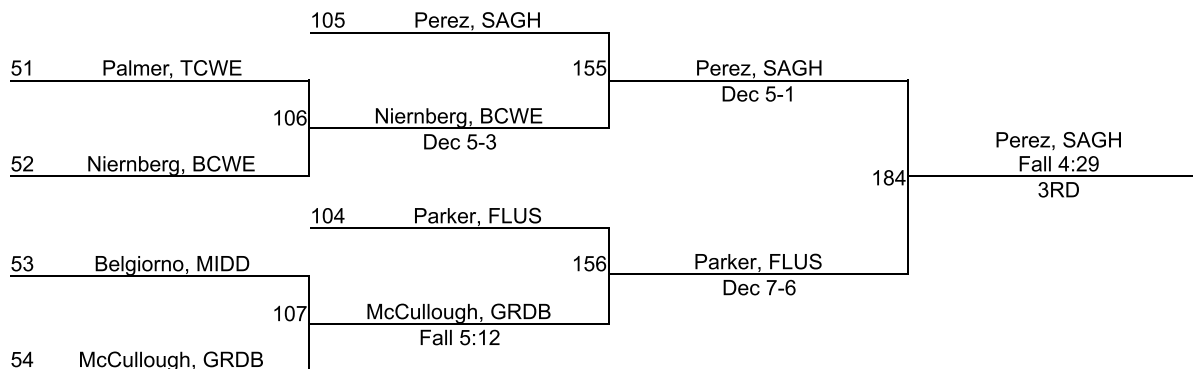 105 Perez, SAGH
51 Palmer, TCWE
155 Perez, SAGH
Dec 5-1
106 Niernberg, BCWE
Dec 5-3
52 Niernberg, BCWE
Perez, SAGH
Fall 4:29
184
3RD
104 Parker, FLUS
53 Belgiorno, MIDD
156 Parker, FLUS
Dec 7-6
107 McCullough, GRDB
Fall 5:12
54 McCullough, GRDB